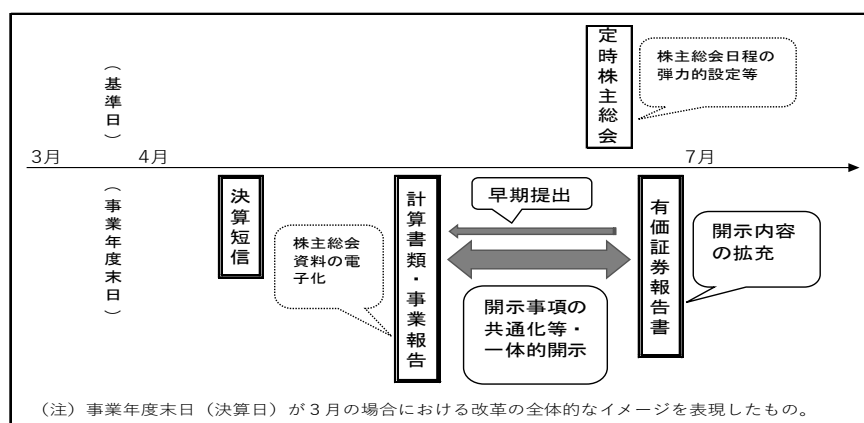 定時株主総会
株主総会日程の
弾力的設定等
（基準日）
3月
4月
7月
（事業年度末日）
決算短信
株主総会
資料の電
子化
計算書類・事業報告
早期提出
開示事項の
共通化等・
一体的開示
有価証券報告書
開示内容
の拡充
（注）事業年度末日（決算日）が３月の場合における改革の全体的なイメージを表現したもの。